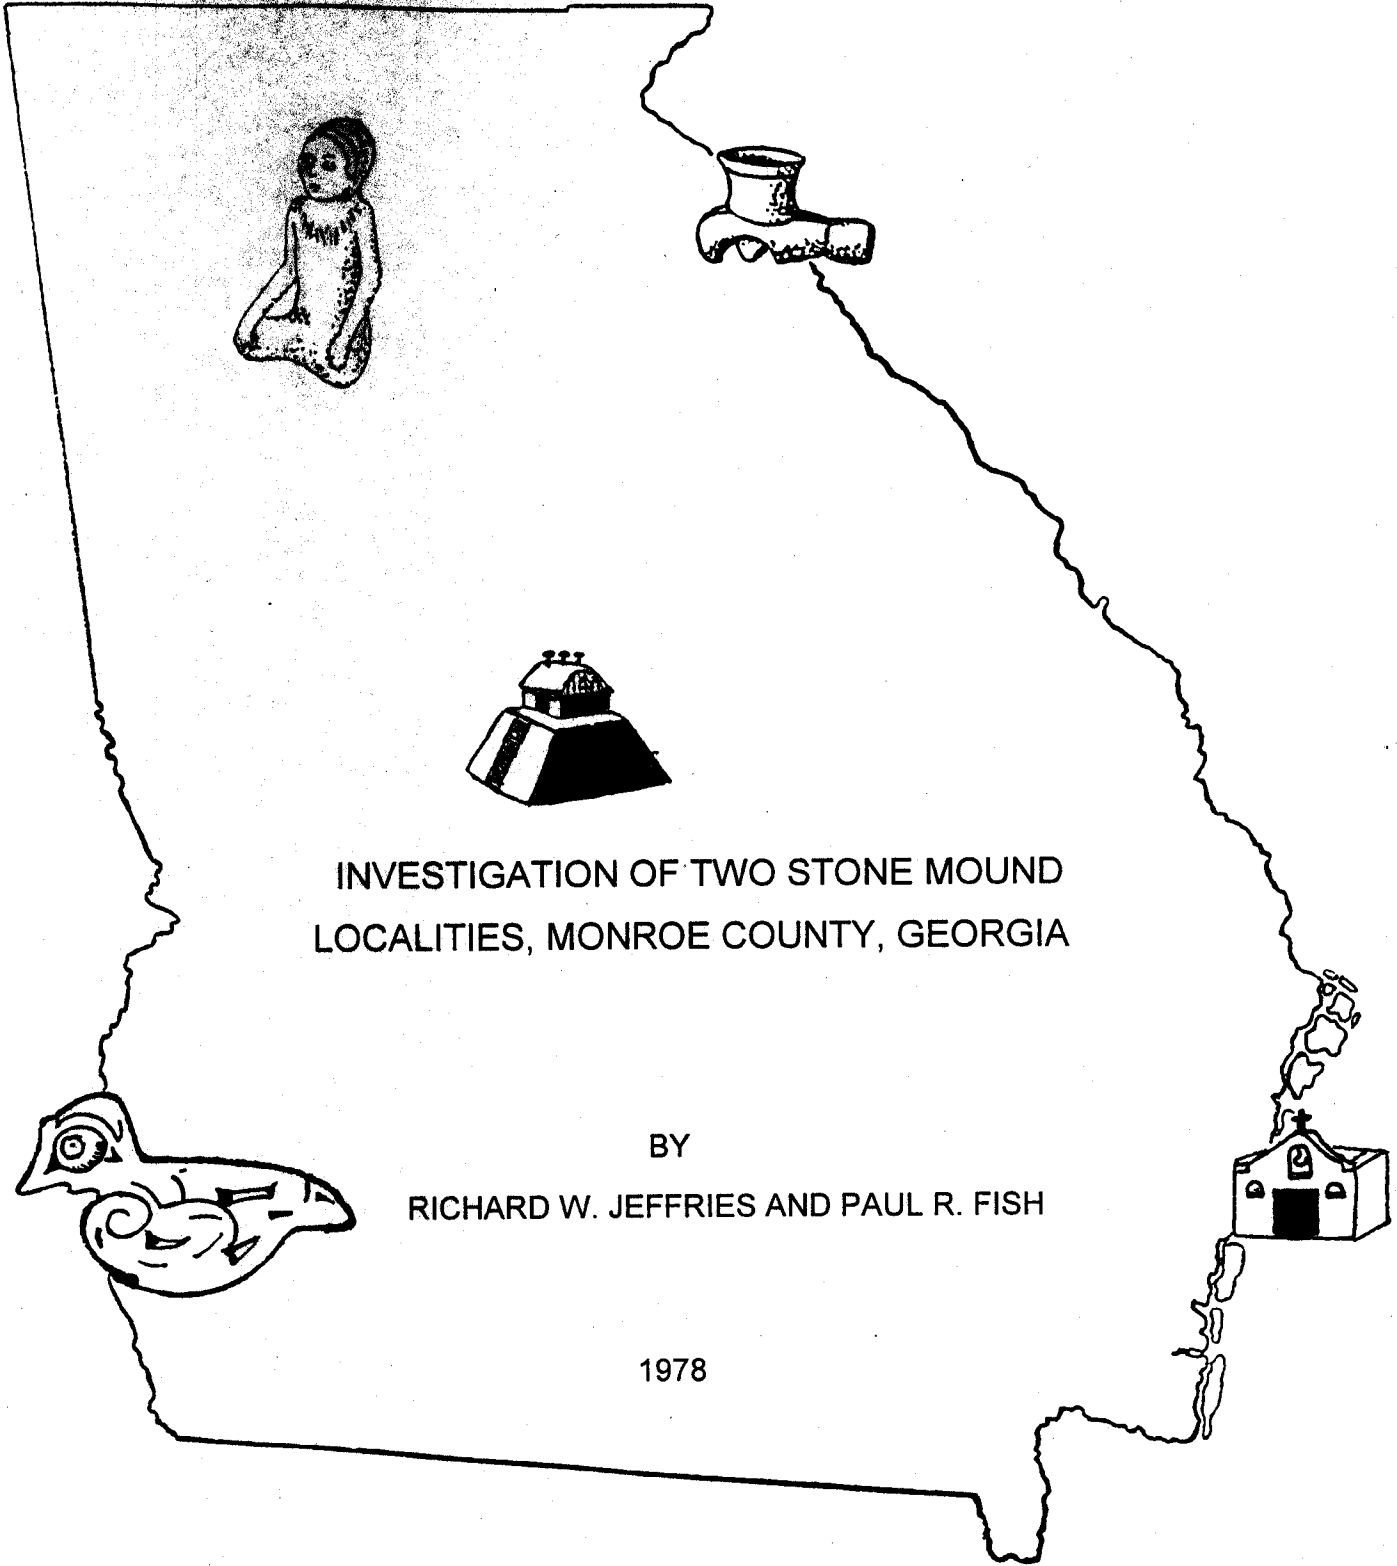 INVESTIGATION OF TWO STONE MOUND
LOCALITIES, MONROE COUNTY, GEORGIA
BY
RICHARD W. JEFFRIES AND PAUL R. FISH
1978